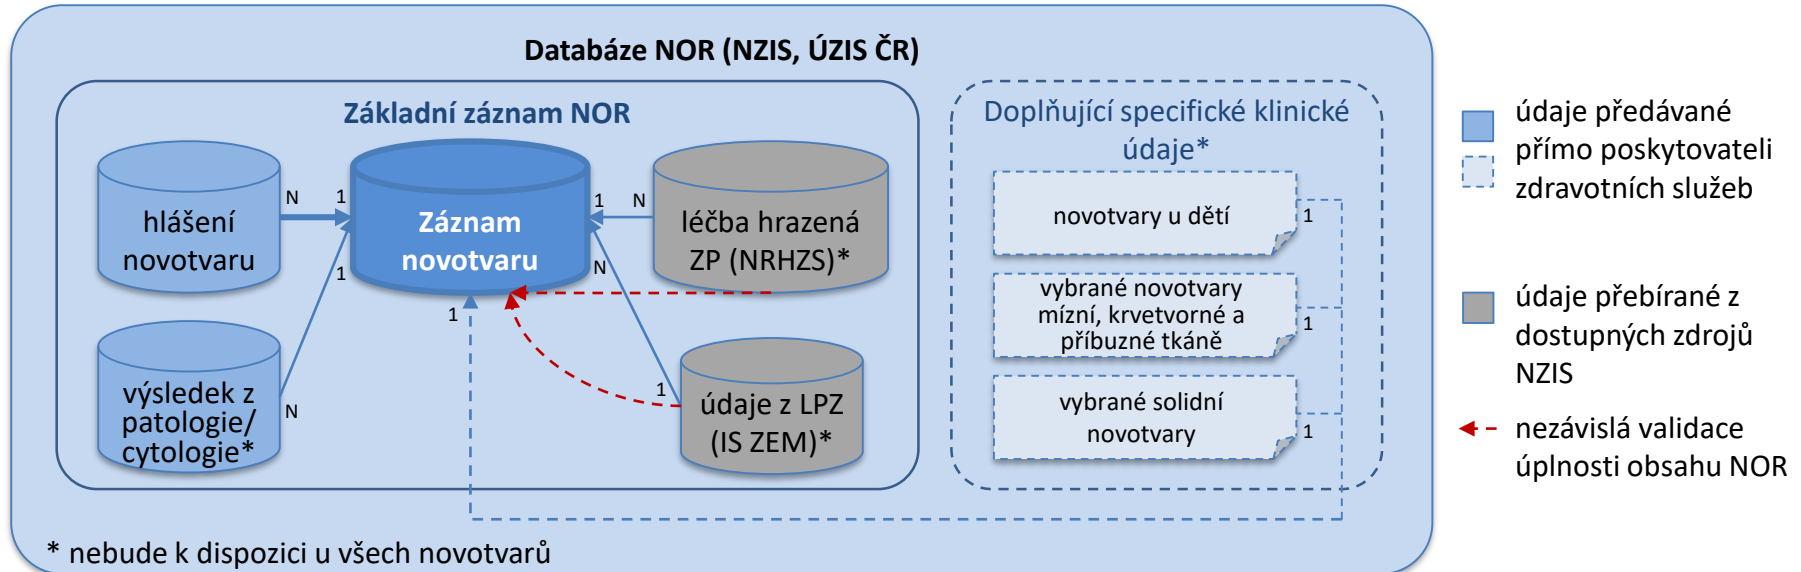 Databáze NOR (NZIS, ÚZIS ČR)
Základní záznam NOR
hlášení
novotvaru
N
1
Záznam
novotvaru
1
N
léčba hrazená
ZP (NRHZS)*
výsledek z
patologie/
cytologie*
N
1
1
N
1
údaje z LPZ
(IS ZEM)*
Doplňující specifické klinické
údaje*
novotvary u dětí
1
vybrané novotvary
mízní, krvetvorné a
příbuzné tkáně
1
vybrané solidní
novotvary
1
* nebude k dispozici u všech novotvarů
údaje předávané
přímo poskytovateli
zdravotních služeb
údaje přebírané z
dostupných zdrojů
NZIS
nezávislá validace
úplnosti obsahu NOR